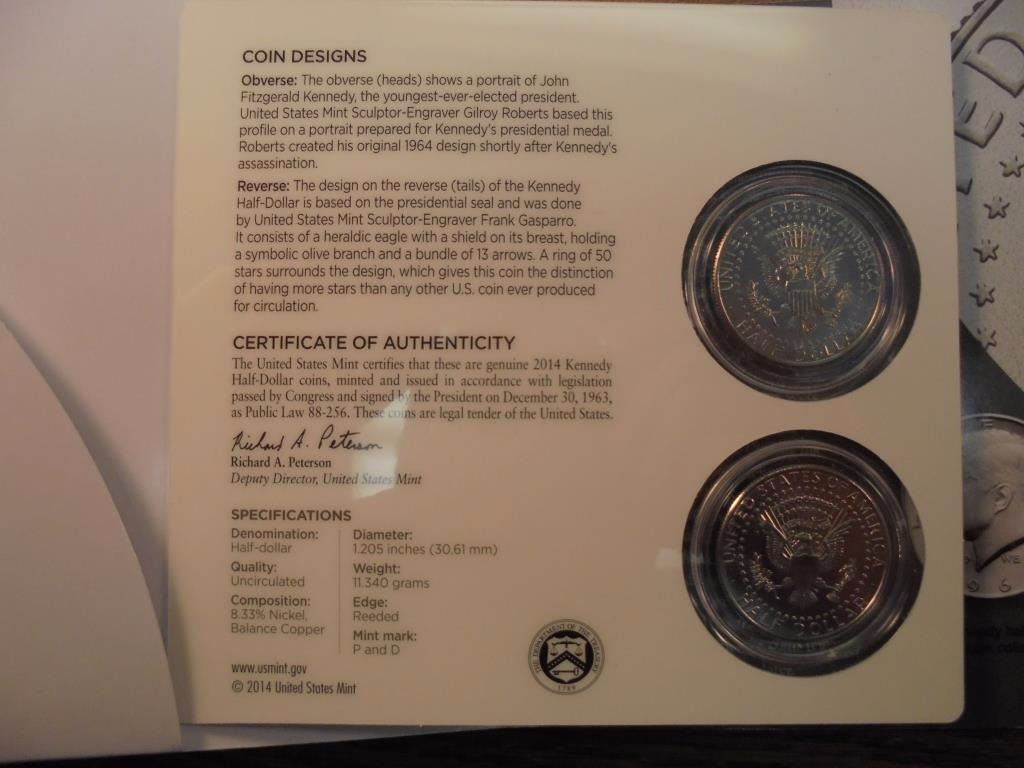 COIN DESIGNS
Obverse: The obverse (heads) shows a portrait of John
Fitzgerald Kennedy, the youngest-ever-elected president.
United States Mint Sculptor-Engraver Gilroy Roberts based this
profile on a portrait prepared for Kennedy's presidential medal.
Roberts created his original 1964 design shortly after Kennedy's
assassination.
Reverse: The design on the reverse (tails) of the Kennedy
Half-Dollar is based on the presidential seal and was done
by United States Mint Sculptor-Engraver Frank Gasparro.
It consists of a heraldic eagle with a shield on its breast, holding
a symbolic olive branch and a bundle of 13 arrows. A ring of 50
stars surrounds the design, which gives this coin the distinction
of having more stars than any other U.S. coin ever produced
for circulation.
CERTIFICATE OF AUTHENTICITY
The United States Mint certifies that these are genuine 2014 Kennedy
Half-Dollar coins, minted and issued in accordance with legislation
passed by Congress and signed by the President on December 30, 1963,
as Public Law 88-256. These coins are legal tender of the United States.
Richard A. Peterson
Richard A. Peterson
Deputy Director, United States Mint
SPECIFICATIONS
Denomination:
Half-dollar
Quality:
Uncirculated
Composition:
8.33% Nickel,
Balance Copper
Diameter:
1.205 inches (30.61 mm)
Weight:
11.340 grams
Edge:
Reeded
Mint mark:
P and D
www.usmint.gov
© 2014 United States Mint
THE DEPARTMENT OF THE TREASURY
1789
UNITED STATES OF AMERICA
HALF DOLLAR
UNITED STATES OF AMERICA
HALF DOLLAR
WE